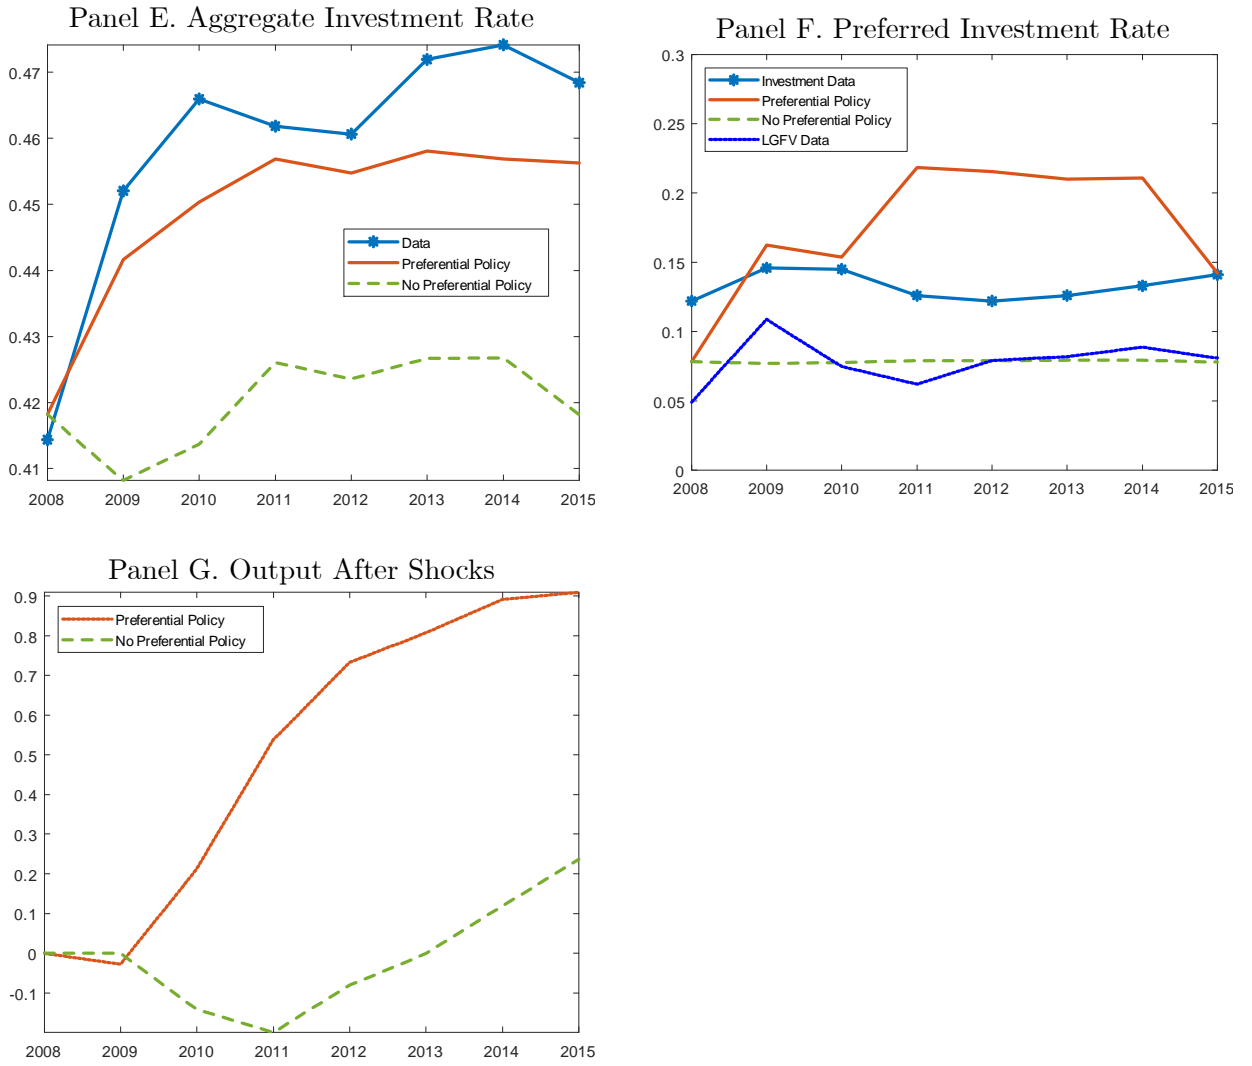 Panel E. Aggregate Investment Rate
0.47
0.46
0.45
0.44
0.43
0.42
0.41
Data
Preferential Policy
No Preferential Policy
2008 2009 2010 2011 2012 2013 2014 2015
Panel F. Preferred Investment Rate
0.3
0.25
0.2
0.15
0.1
0.05
0
Investment Data
Preferential Policy
No Preferential Policy
LGFV Data
2008 2009 2010 2011 2012 2013 2014 2015
Panel G. Output After Shocks
0.9
0.8
0.7
0.6
0.5
0.4
0.3
0.2
0.1
0
-0.1
Preferential Policy
No Preferential Policy
2008 2009 2010 2011 2012 2013 2014 2015